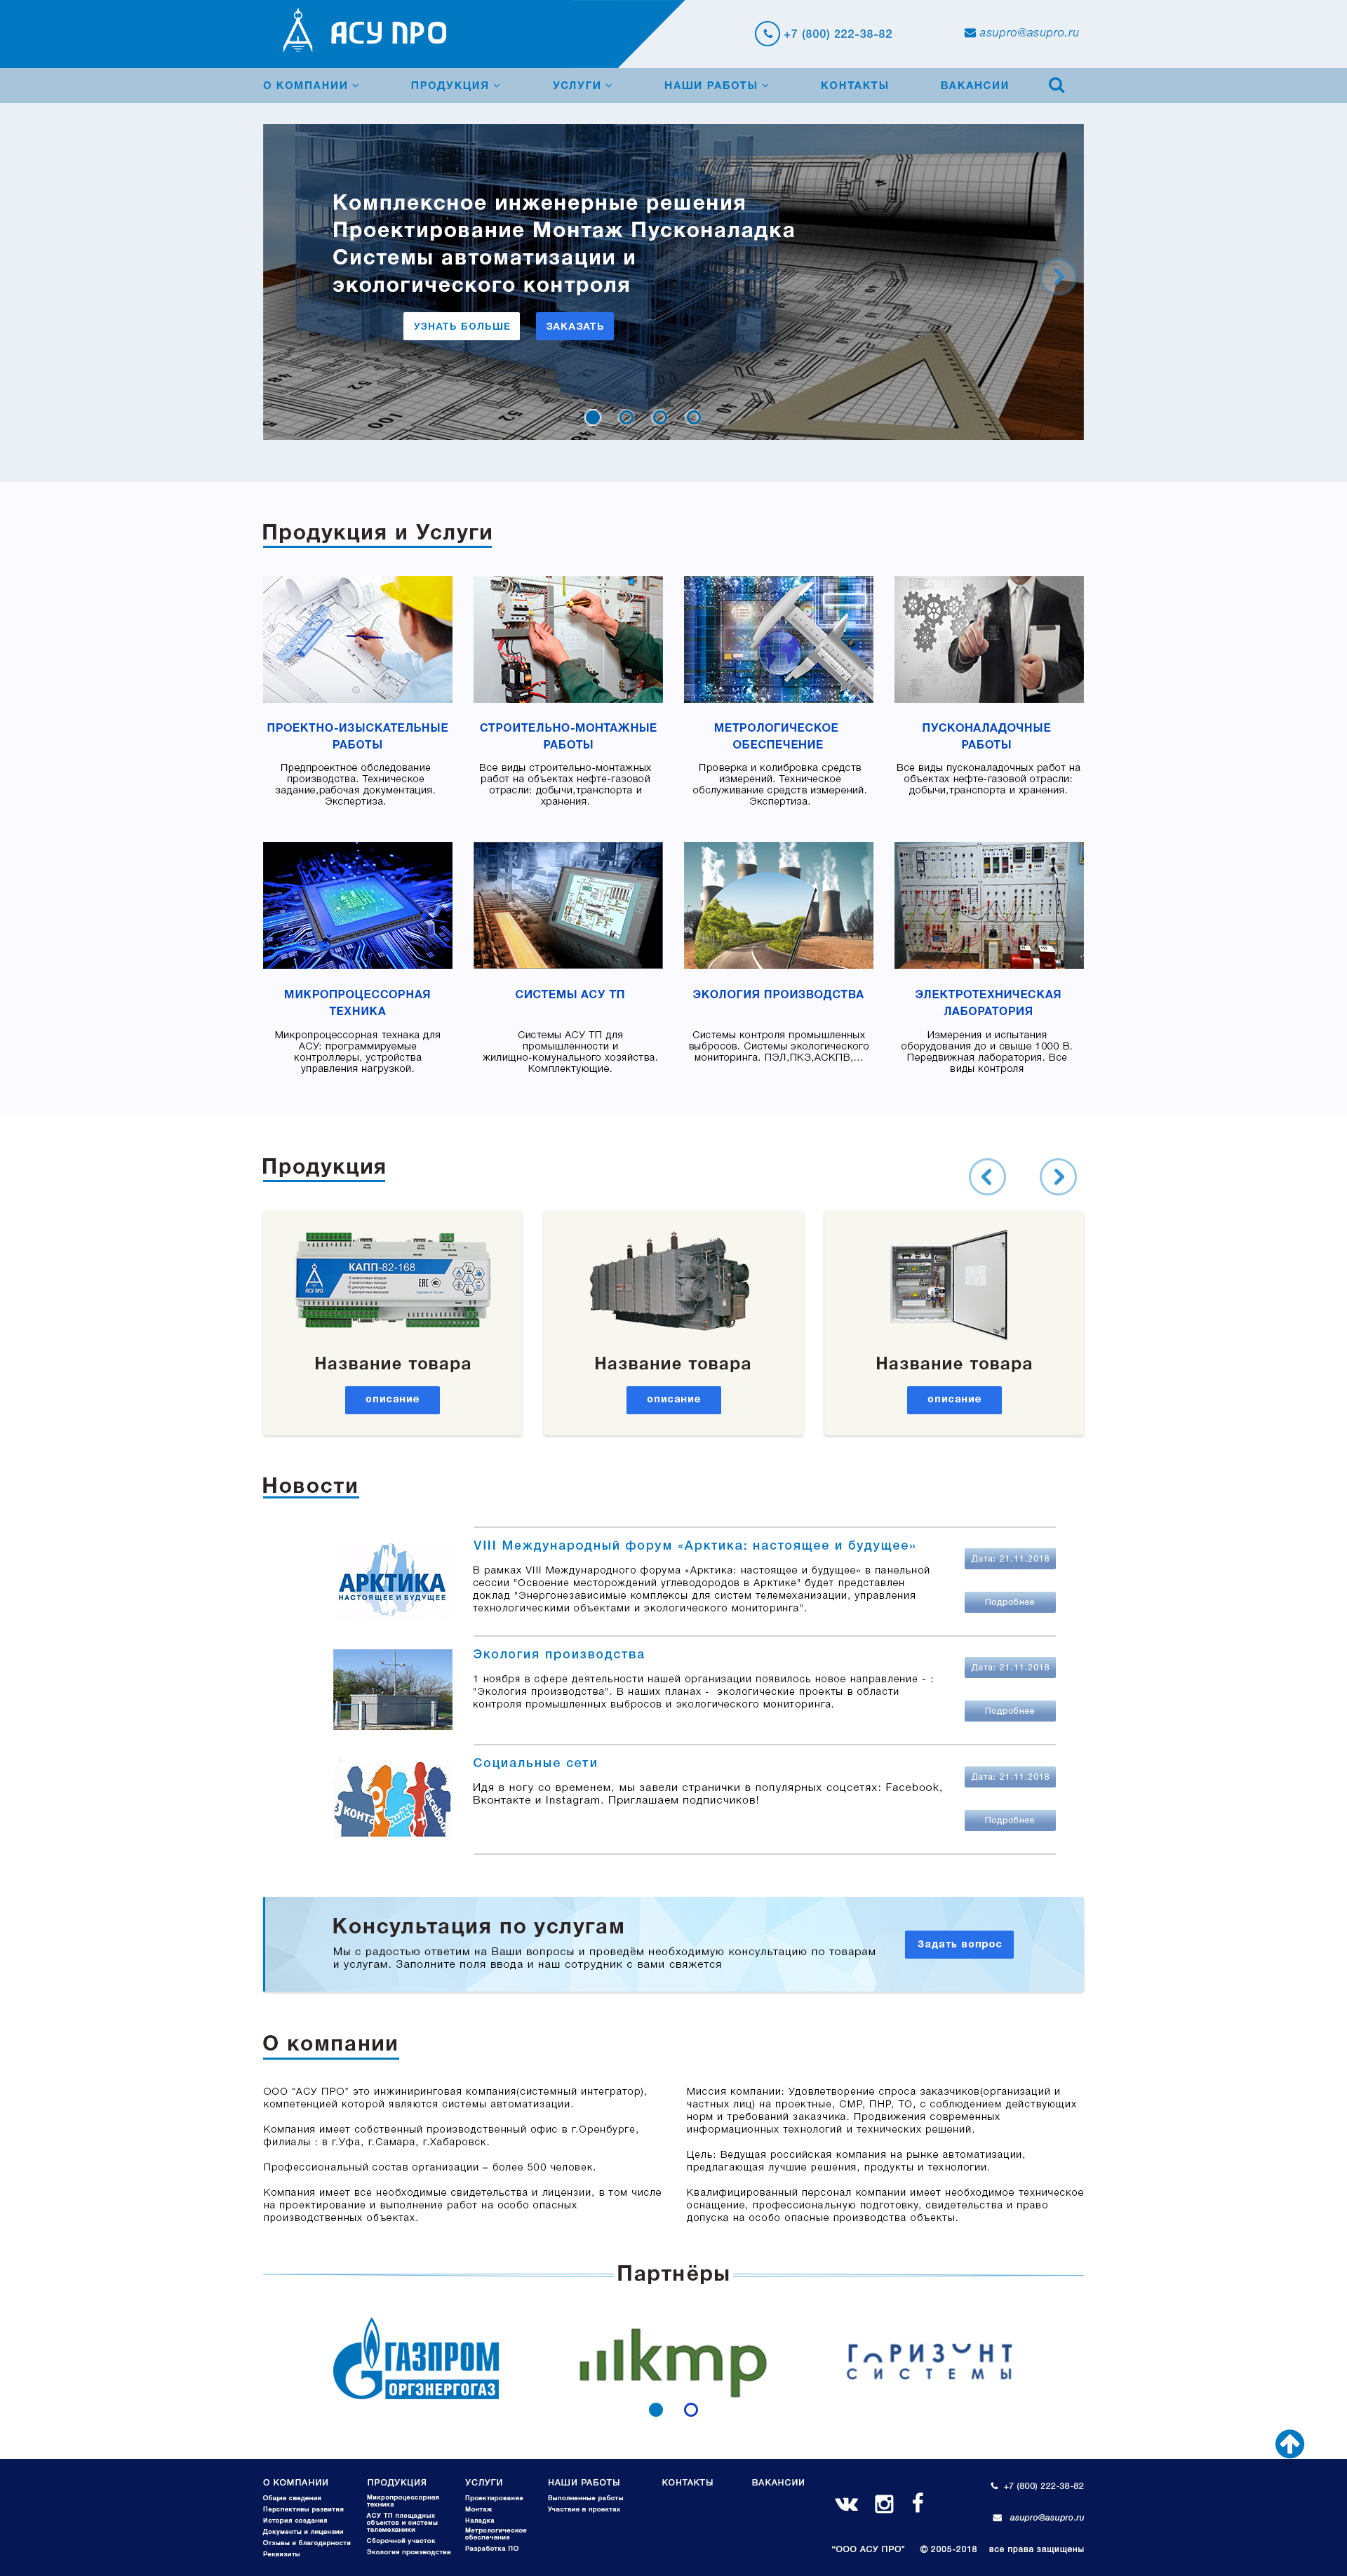 АСУ ПРО
+7 (800) 222-38-82
asupro@asupro.ru
О КОМПАНИИ
ПРОДУКЦИЯ
УСЛУГИ
НАШИ РАБОТЫ
КОНТАКТЫ
ВАКАНСИИ
Комплексное инженерные решения
Проектирование Монтаж Пусконаладка
Системы автоматизации и
экологического контроля
УЗНАТЬ БОЛЬШЕ
ЗАКАЗАТЬ
Продукция и Услуги
ПРОЕКТНО-ИЗЫСКАТЕЛЬНЫЕ
РАБОТЫ
Предпроектное обследование
производства. Техническое
задание,рабочая документация.
Экспертиза.
СТРОИТЕЛЬНО-МОНТАЖНЫЕ
РАБОТЫ
Все виды строительно-монтажных
работ на объектах нефте-газовой
отрасли: добычи,транспорта и
хранения.
МЕТРОЛОГИЧЕСКОЕ
ОБЕСПЕЧЕНИЕ
Проверка и колибровка средств
измерений. Техническое
обслуживание средств измерений.
Экспертиза.
ПУСКОНАЛАДОЧНЫЕ
РАБОТЫ
Все виды пусконаладочных работ на
объектах нефте-газовой отрасли:
добычи,транспорта и хранения.
МИКРОПРОЦЕССОРНАЯ
ТЕХНИКА
Микропроцессорная технака для
АСУ: программируемые
контроллеры, устройства
управления нагрузкой.
СИСТЕМЫ АСУ ТП
Системы АСУ ТП для
промышленности и
жилищно-комунального хозяйства.
Комплектующие.
ЭКОЛОГИЯ ПРОИЗВОДСТВА
Системы контроля промышленных
выбросов. Системы экологического
мониторинга. ПЭЛ,ПКЗ,АСКПВ,...
ЭЛЕКТРОТЕХНИЧЕСКАЯ
ЛАБОРАТОРИЯ
Измерения и испытания
оборудования до и свыше 1000 В.
Передвижная лаборатория. Все
виды контроля
Продукция
КАПП-82-168
АСУ ПРО
Название товара
описание
Название товара
описание
Название товара
описание
Новости
АРКТИКА
НАСТОЯЩЕЕ И БУДУЩЕЕ
VIII Международный форум «Арктика: настоящее и будущее»
В рамках VIII Международного форума «Арктика: настоящее и будущее» в панельной
сессии "Освоение месторождений углеводородов в Арктике" будет представлен
доклад "Энергонезависимые комплексы для систем телемеханизации, управления
технологическими объектами и экологического мониторинга".
Дата: 21.11.2018
Подробнее
Экология производства
1 ноября в сфере деятельности нашей организации появилось новое направление - :
"Экология производства". В наших планах - экологические проекты в области
контроля промышленных выбросов и экологического мониторинга.
Дата: 21.11.2018
Подробнее
Социальные сети
Идя в ногу со временем, мы завели странички в популярных соцсетях: Facebook,
Вконтакте и Instagram. Приглашаем подписчиков!
Дата: 21.11.2018
Подробнее
Консультация по услугам
Мы с радостью ответим на Ваши вопросы и проведём необходимую консультацию по товарам
и услугам. Заполните поля ввода и наш сотрудник с вами свяжется
Задать вопрос
О компании
ООО "АСУ ПРО" это инжиниринговая компания(системный интегратор),
компетенцией которой являются системы автоматизации.
Компания имеет собственный производственный офис в г.Оренбурге,
филиалы : в г.Уфа, г.Самара, г.Хабаровск.
Профессиональный состав организации – более 500 человек.
Компания имеет все необходимые свидетельства и лицензии, в том числе
на проектирование и выполнение работ на особо опасных
производственных объектах.
Миссия компании: Удовлетворение спроса заказчиков(организаций и
частных лиц) на проектные, СМР, ПНР, ТО, с соблюдением действующих
норм и требований заказчика. Продвижения современных
информационных технологий и технических решений.
Цель: Ведущая российская компания на рынке автоматизации,
предлагающая лучшие решения, продукты и технологии.
Квалифицированный персонал компании имеет необходимое техническое
оснащение, профессиональную подготовку, свидетельства и право
допуска на особо опасные производства объекты.
Партнёры
ГАЗПРОМ
ОРГЭНЕРГОГАЗ
kmp
ГОРИЗОНТ
СИСТЕМЫ
О КОМПАНИИ
Общие сведения
Перспективы развития
История создания
Документы и лицензии
Отзывы и благодарности
Реквизиты
ПРОДУКЦИЯ
Микропроцессорная
техника
АСУ ТП площадных
объектов и системы
телемеханики
Сборочной участок
Экология производства
УСЛУГИ
Проектирование
Монтаж
Наладка
Метрологическое
обеспечение
Разработка ПО
НАШИ РАБОТЫ
Выполненные работы
Участвие в проектах
КОНТАКТЫ
ВАКАНСИИ
+7 (800) 222-38-82
asupro@asupro.ru
"ООО АСУ ПРО" © 2005-2018 все права защищены